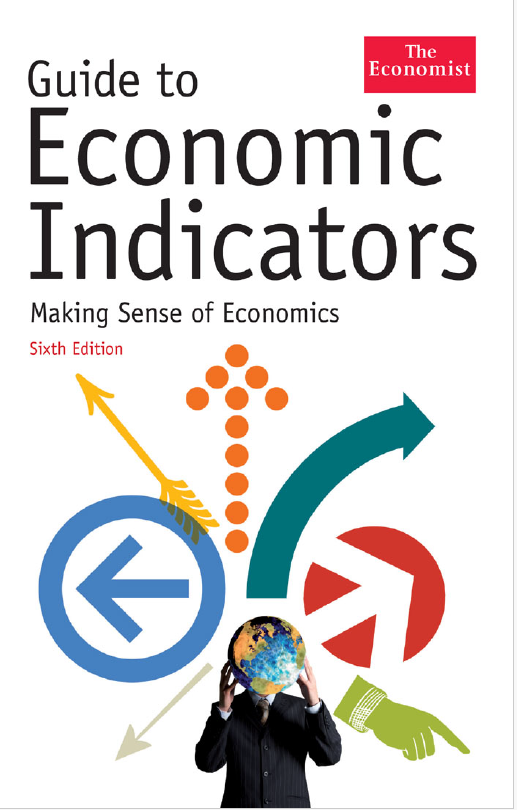 The
Economist
Guide to
Economic
Indicators
Making Sense of Economics
Sixth Edition